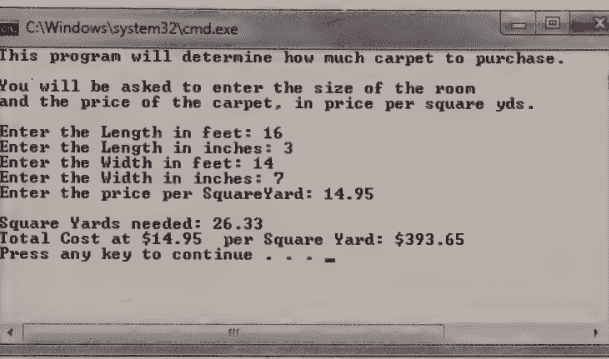 C:\Windows\system32\cmd.exe
This program will determine how much carpet to purchase.
You will be asked to enter the size of the room
and the price of the carpet, in price per square yds.
Enter the Length in feet: 16
Enter the Length in inches: 3
Enter the Width in feet: 14
Enter the Width in inches: 7
Enter the price per SquareYard: 14.95
Square Yards needed: 26.33
Total Cost at $14.95  per Square Yard: $393.65
Press any key to continue . . . _